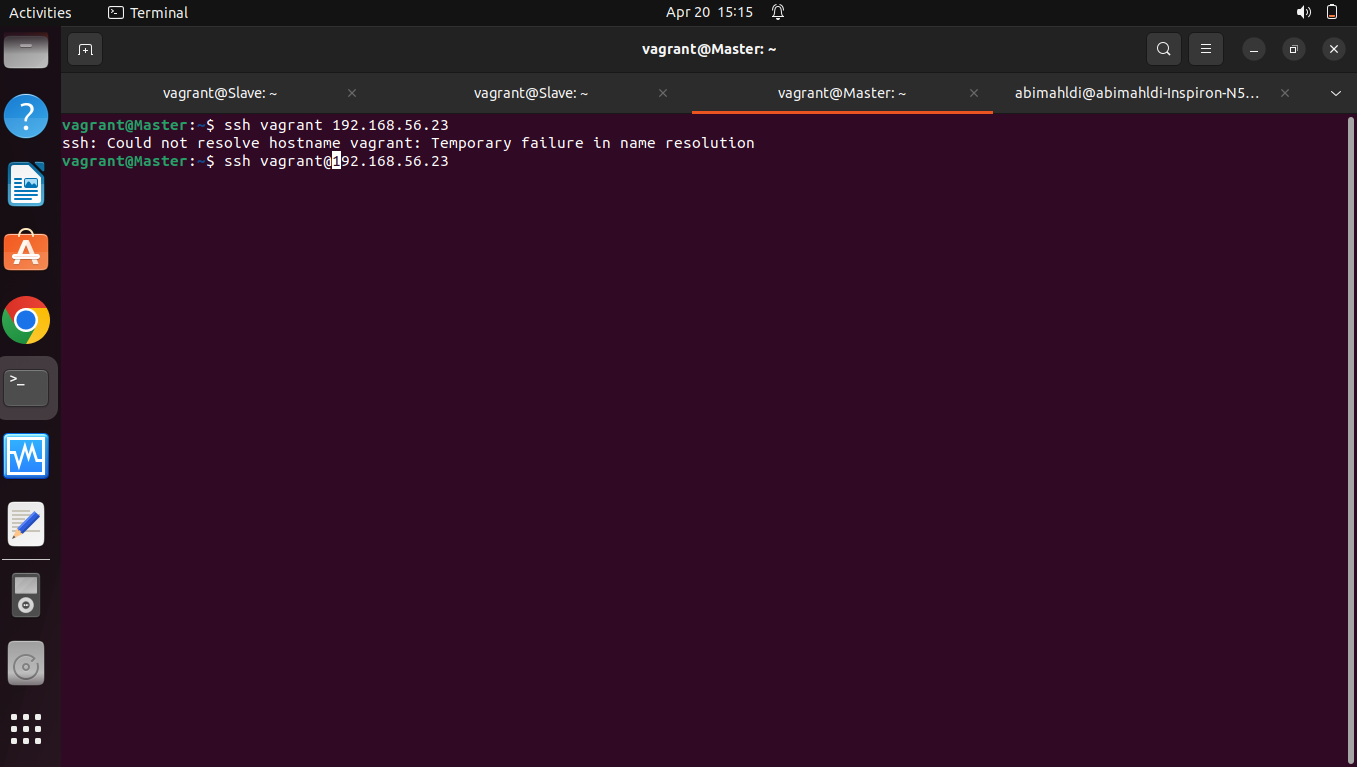 Activities Terminal Apr 20 15:15
vagrant@Master: ~
vagrant@Slave: ~ vagrant@Slave: ~ vagrant@Master: ~ abimahldi@abimahldi-Inspiron-N5…
vagrant@Master:~$ ssh vagrant 192.168.56.23
ssh: Could not resolve hostname vagrant: Temporary failure in name resolution
vagrant@Master:~$ ssh vagrant@192.168.56.23